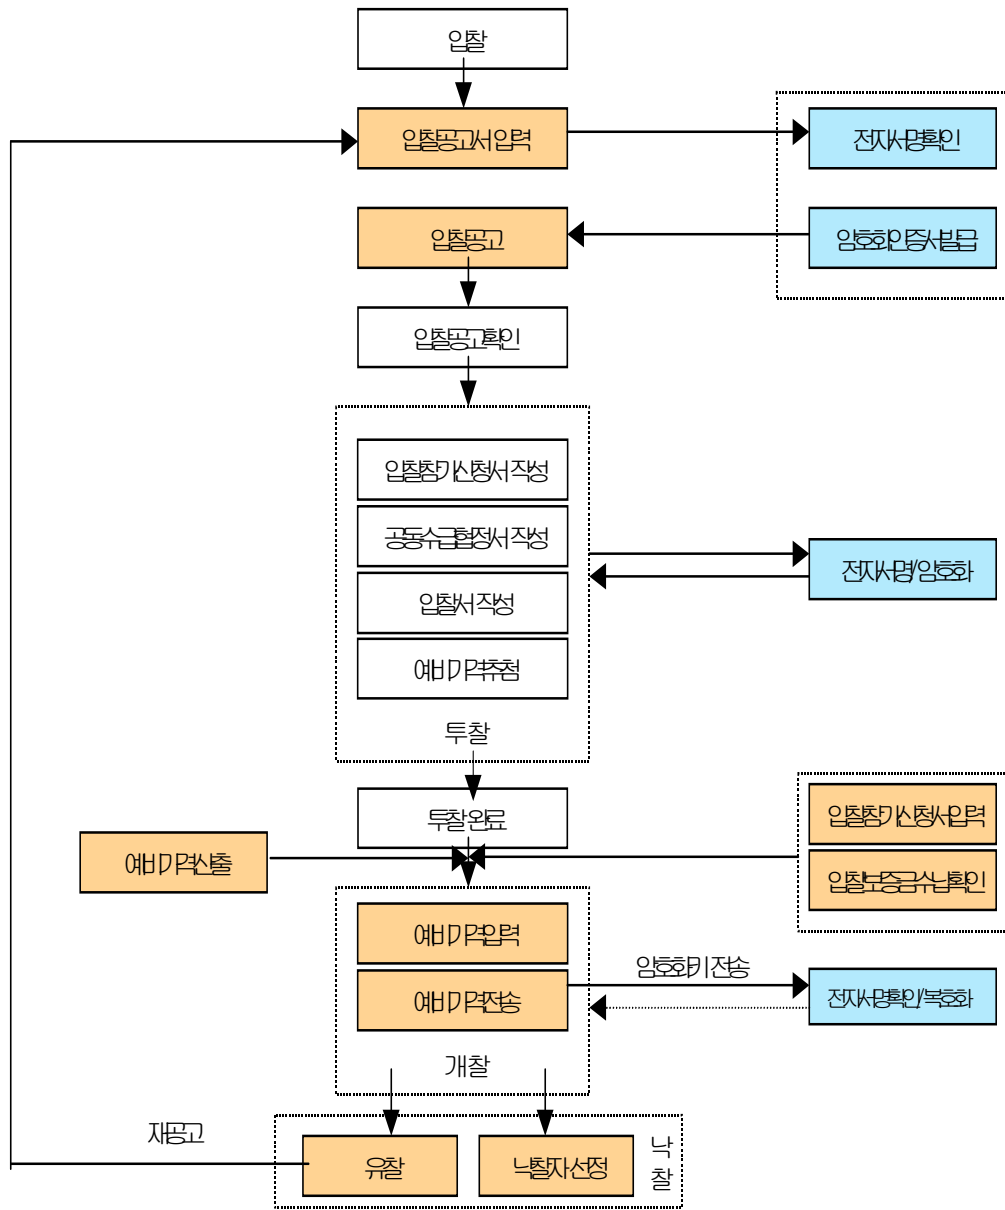 입찰
입찰공고서 입력
전자서명확인
입찰공고
암호화인증서발급
입찰공고확인
입찰참가신청서 작성
공동수급협정서 작성
전자서명/암호화
입찰서 작성
예비가격추첨
투찰
투찰 완료
입찰참가신청서입력
예비가격산출
입찰보증금수납확인
예비가격입력
암호화키 전송
예비가격전송
전자서명확인/복호화
개찰
재공고
유찰
낙찰자 선정
낙
찰